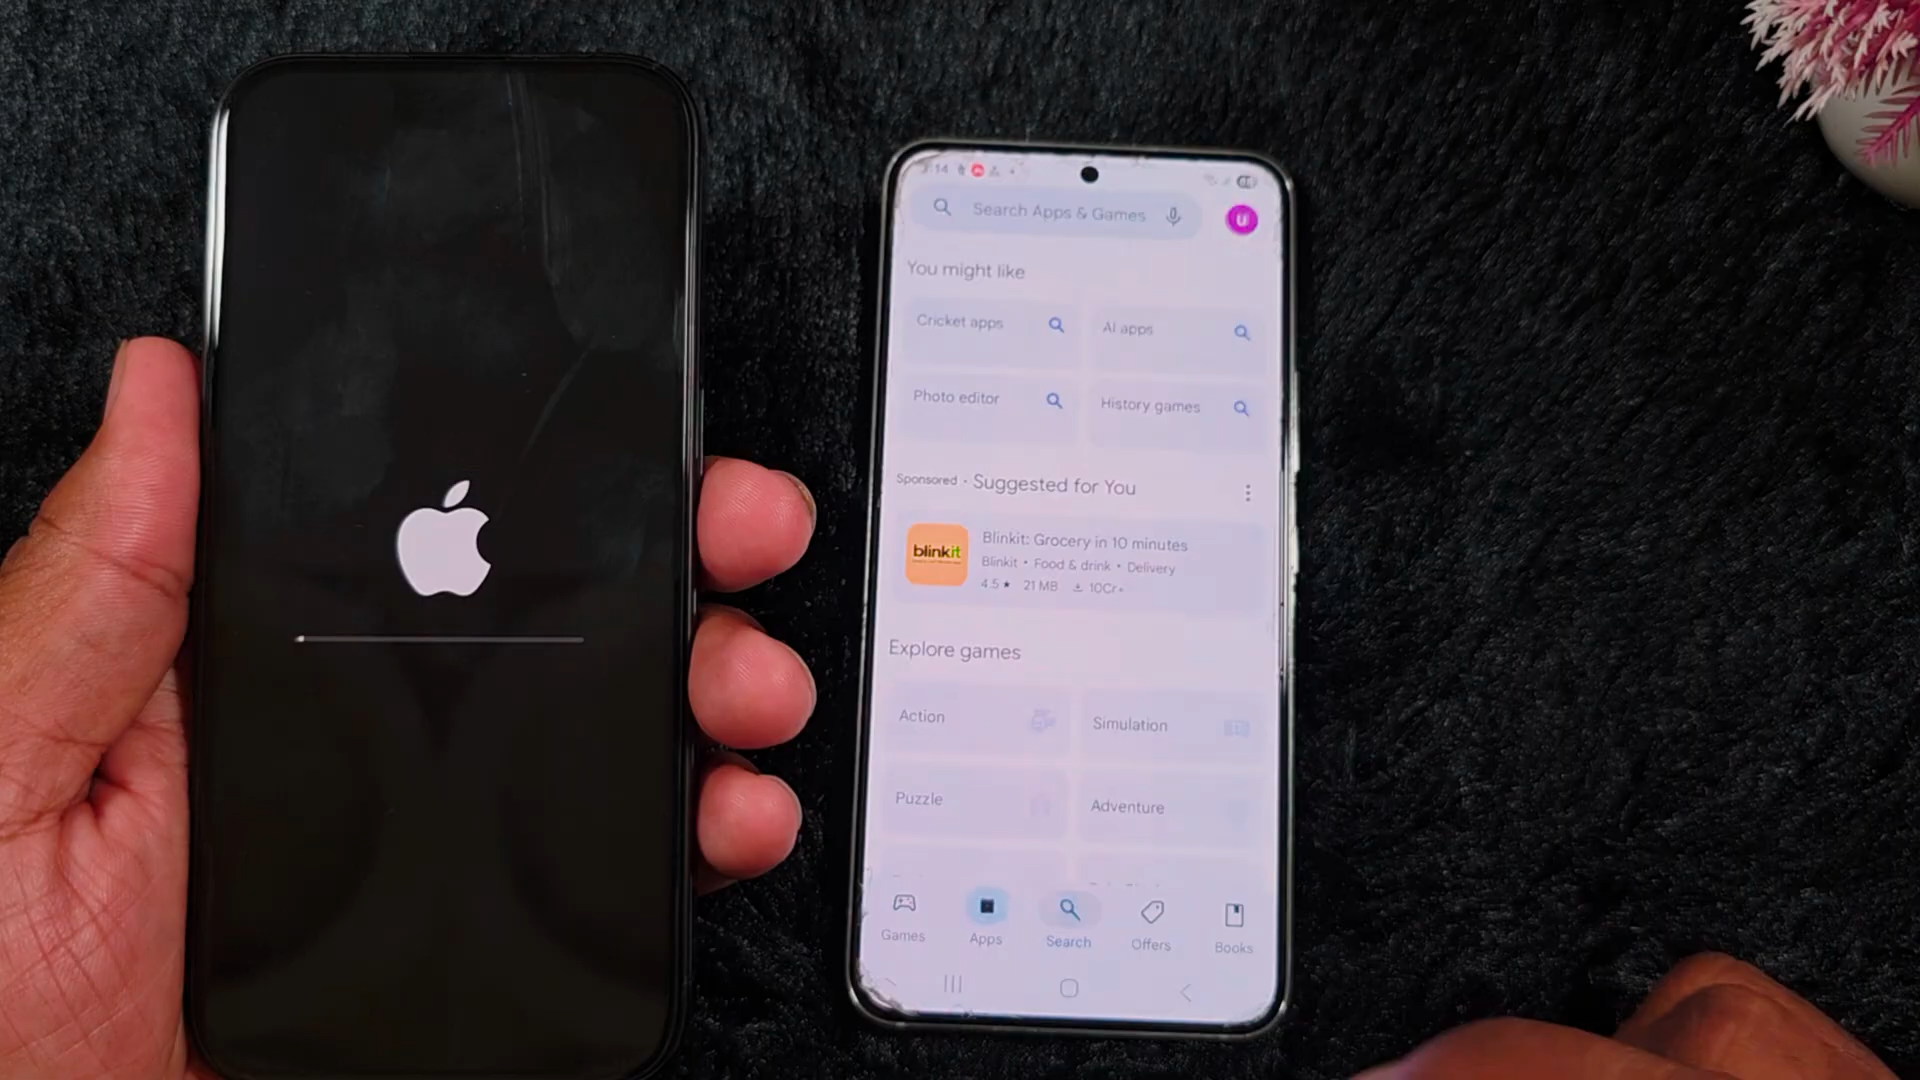 :14
Search Apps & Games
U
You might like
Cricket apps
AI apps
Photo editor
History games
Sponsored • Suggested for You
blinkit
Blinkit: Grocery in 10 minutes
Blinkit • Food & drink • Delivery
4.5★ 21 MB 10Cr+
Explore games
Action
Simulation
Puzzle
Adventure
Games
Apps
Search
Offers
Books